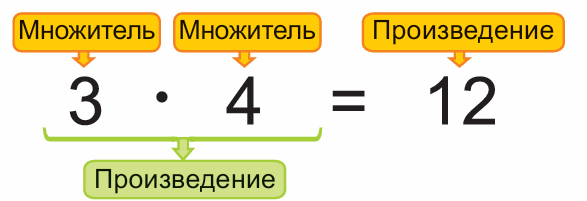 Множитель Множитель Произведение
3 · 4 = 12
Произведение